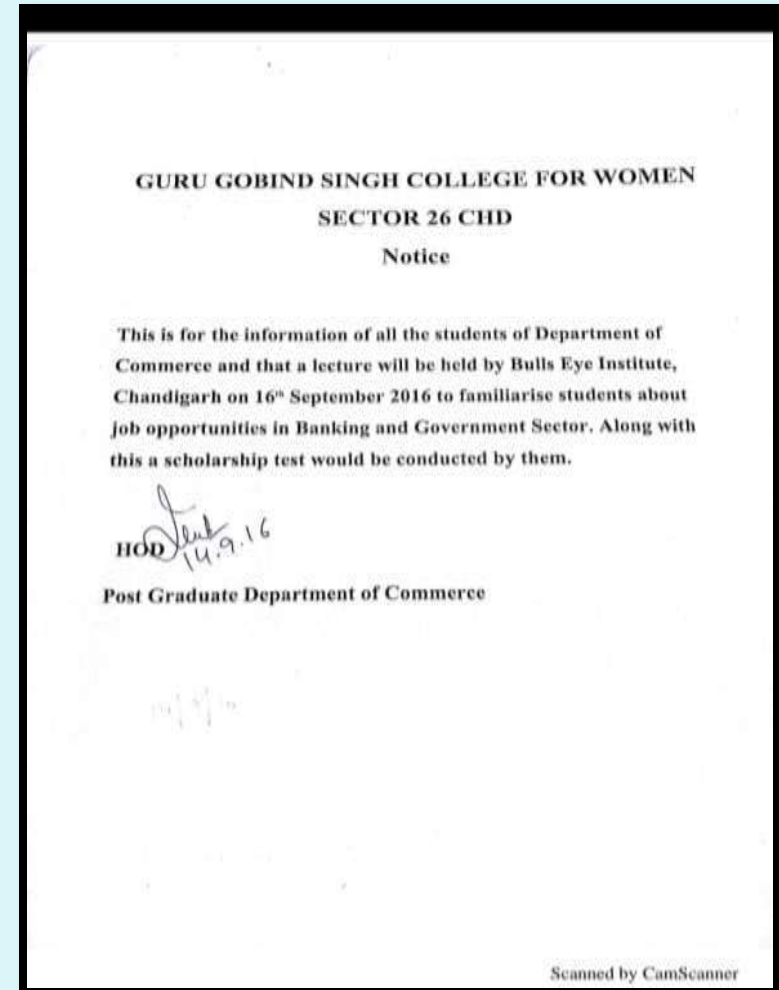 GURU GOBIND SINGH COLLEGE FOR WOMEN
SECTOR 26 CHD
Notice
This is for the information of all the students of Department of
Commerce and that a lecture will be held by Bulls Eye Institute,
Chandigarh on 16th September 2016 to familiarise students about
job opportunities in Banking and Government Sector. Along with
this a scholarship test would be conducted by them.
HOD
14.9.16
Post Graduate Department of Commerce
Scanned by CamScanner